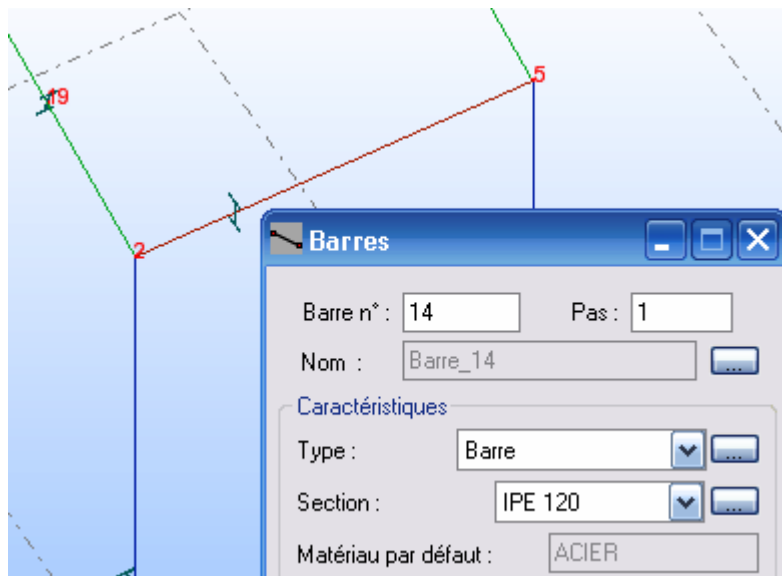 5
19
2
Barres
Barre n° : 14 Pas : 1
Nom : Barre_14 ...
Caractéristiques
Type : Barre ...
Section : IPE 120 ...
Matériau par défaut : ACIER